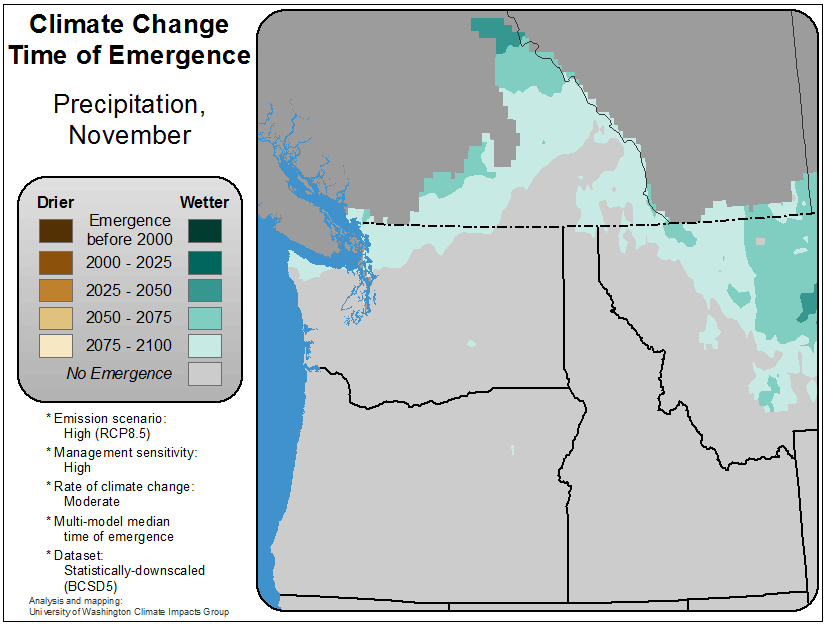 Climate Change
Time of Emergence
Precipitation,
November
Drier
Wetter
Emergence
before 2000
2000 - 2025
2025 - 2050
2050 - 2075
2075 - 2100
No Emergence
* Emission scenario:
High (RCP8.5)
* Management sensitivity:
High
* Rate of climate change:
Moderate
* Multi-model median
time of emergence
* Dataset:
Statistically-downscaled
(BCSD5)
Analysis and mapping:
University of Washington Climate Impacts Group